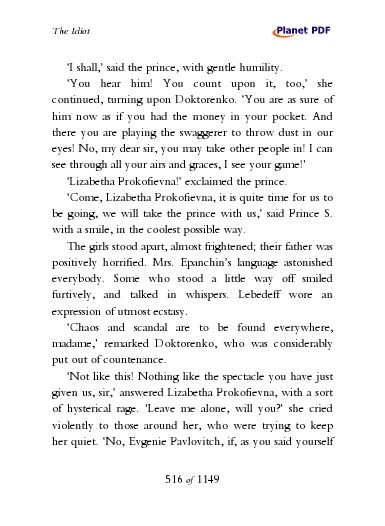 The Idiot
Planet PDF
‘I shall,’ said the prince, with gentle humility.
‘You hear him! You count upon it, too,’ she
continued, turning upon Doktorenko. ‘You are as sure of
him now as if you had the money in your pocket. And
there you are playing the swaggerer to throw dust in our
eyes! No, my dear sir, you may take other people in! I can
see through all your airs and graces, I see your game!’
‘Lizabetha Prokofievna!’ exclaimed the prince.
‘Come, Lizabetha Prokofievna, it is quite time for us to
be going, we will take the prince with us,’ said Prince S.
with a smile, in the coolest possible way.
The girls stood apart, almost frightened; their father was
positively horrified. Mrs. Epanchin’s language astonished
everybody. Some who stood a little way off smiled
furtively, and talked in whispers. Lebedeff wore an
expression of utmost ecstasy.
‘Chaos and scandal are to be found everywhere,
madame,’ remarked Doktorenko, who was considerably
put out of countenance.
‘Not like this! Nothing like the spectacle you have just
given us, sir,’ answered Lizabetha Prokofievna, with a sort
of hysterical rage. ‘Leave me alone, will you?’ she cried
violently to those around her, who were trying to keep
her quiet. ‘No, Evgenie Pavlovitch, if, as you said yourself
516 of 1149